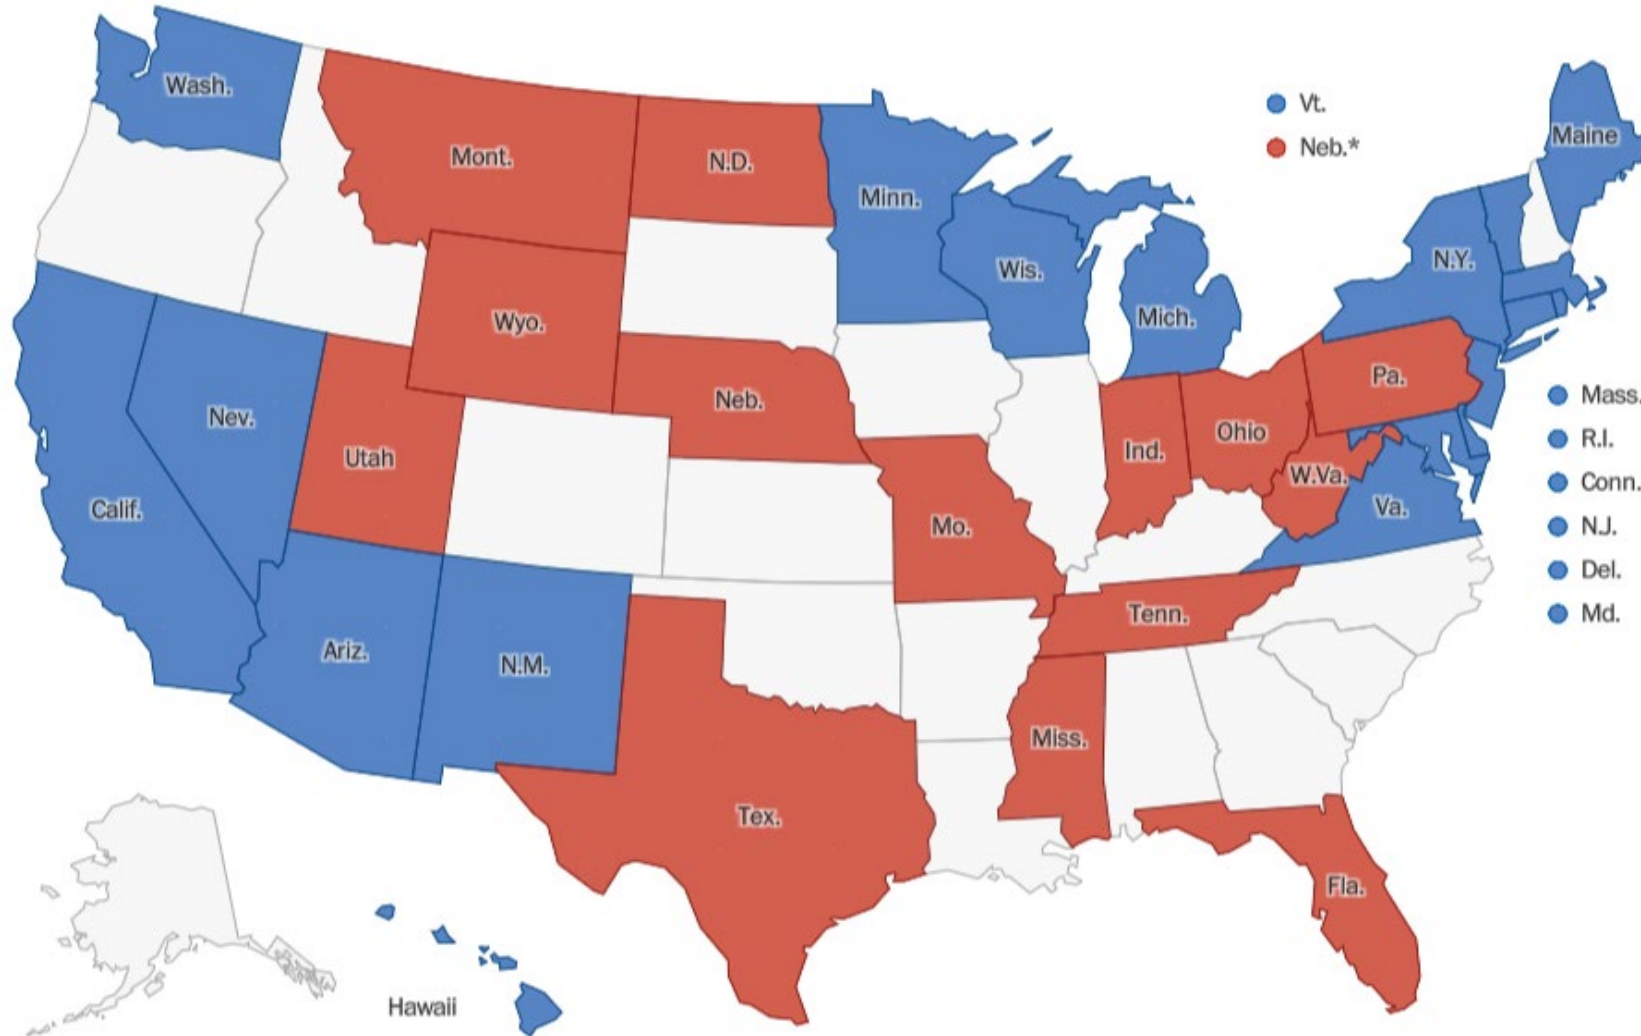 Wash.
Mont.
N.D.
Minn.
Vt.
Neb.*
Maine
Wis.
Mich.
N.Y.
Wyo.
Neb.
Nev.
Utah
Calif.
Pa.
Ohio
Ind.
W.Va.
Va.
Mass.
R.I.
Conn.
N.J.
Del.
Md.
Mo.
Tenn.
Ariz.
N.M.
Miss.
Tex.
Fla.
Hawaii